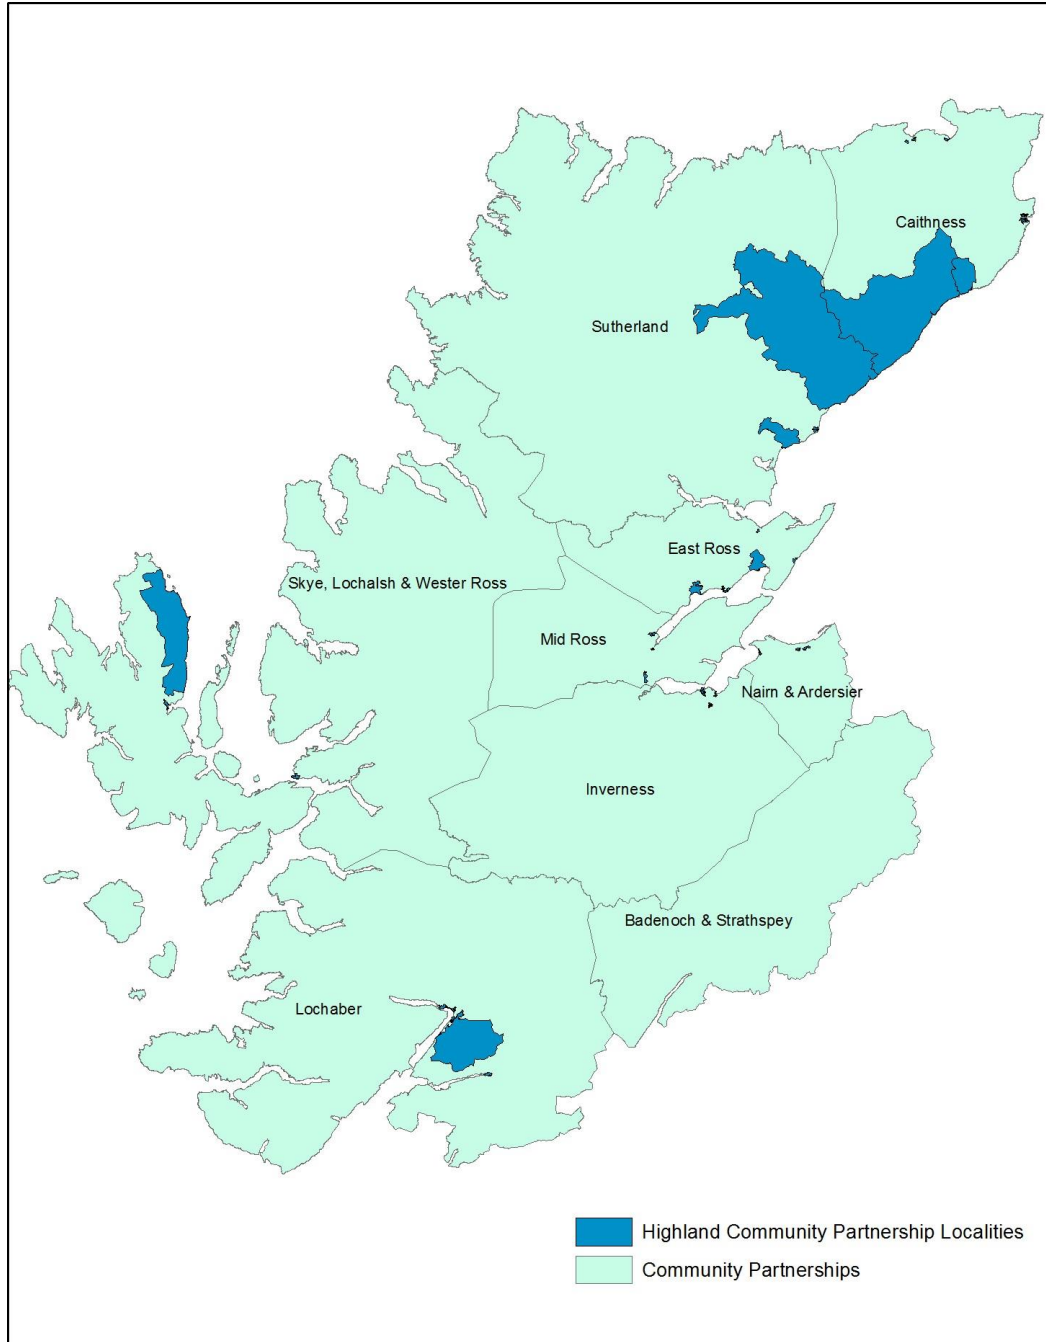 Caithness
Sutherland
East Ross
Skye, Lochalsh & Wester Ross
Mid Ross
Nairn & Ardersier
Inverness
Badenoch & Strathspey
Lochaber
Highland Community Partnership Localities
Community Partnerships